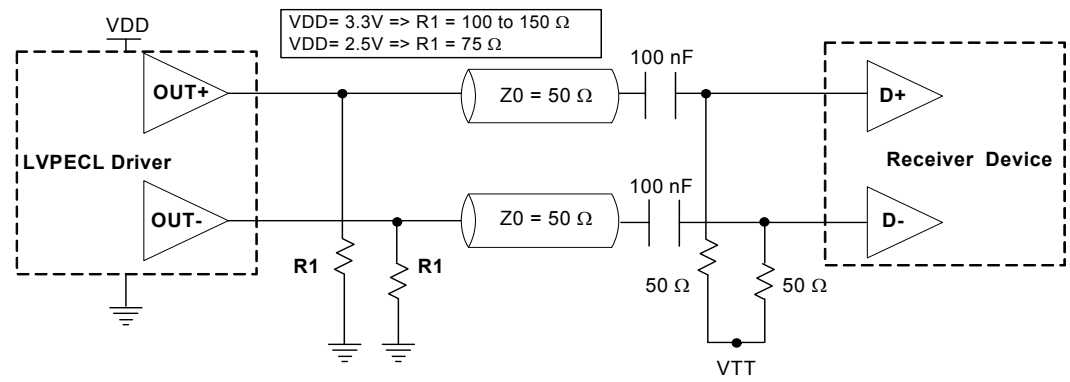 VDD
VDD= 3.3V => R1 = 100 to 150 Ω
VDD= 2.5V => R1 = 75 Ω
100 nF
OUT+
Z0 = 50 Ω
D+
LVPECL Driver
Receiver Device
100 nF
OUT-
Z0 = 50 Ω
D-
R1
R1
50 Ω
50 Ω
VTT